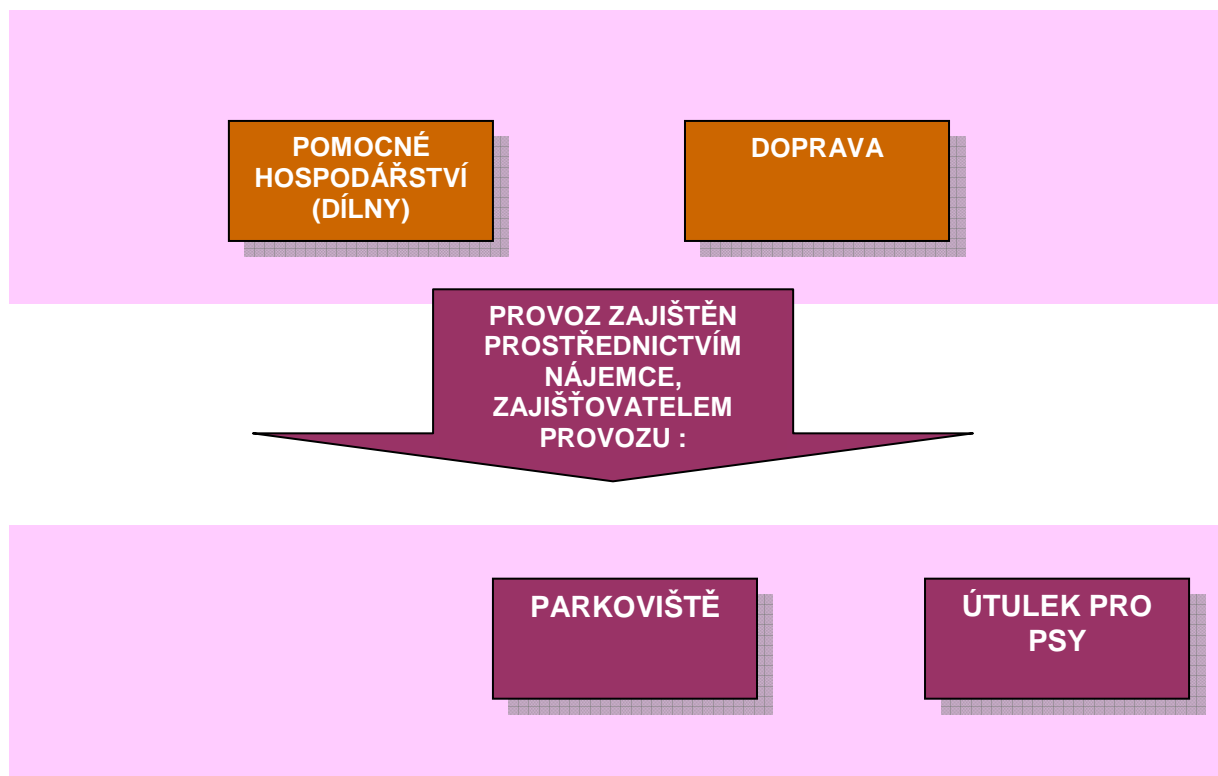 POMOCNÉ
HOSPODÁŘSTVÍ
(DÍLNY)
DOPRAVA
PROVOZ ZAJIŠTĚN
PROSTŘEDNICTVÍM
NÁJEMCE,
ZAJIŠŤOVATELEM
PROVOZU :
PARKOVIŠTĚ
ÚTULEK PRO
PSY